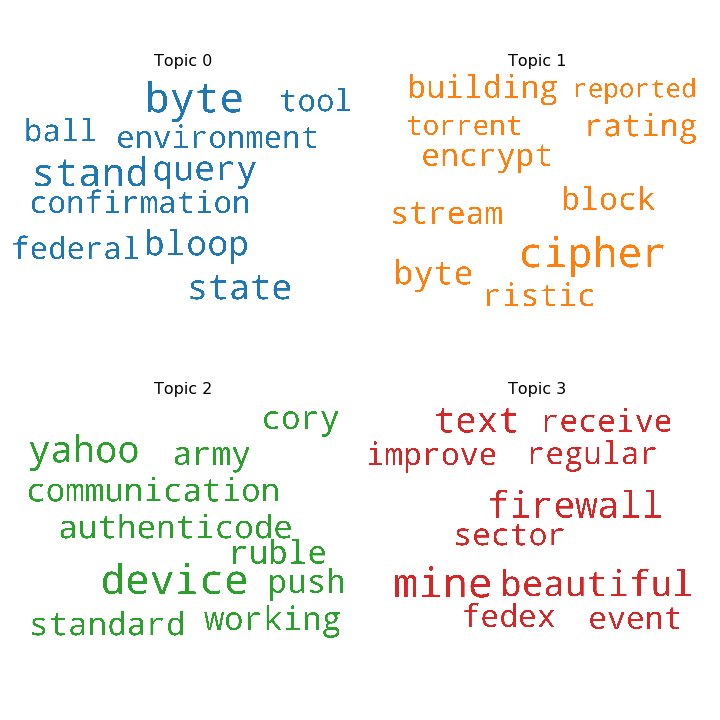 Topic 0
byte
tool
ball
environment
stand
query
confirmation
federal
bloop
state
Topic 1
building
reported
torrent
rating
encrypt
block
stream
cipher
byte
ristic
Topic 2
cory
yahoo
army
communication
authenticode
ruble
device
push
standard
working
Topic 3
text
receive
improve
regular
firewall
sector
mine
beautiful
fedex
event